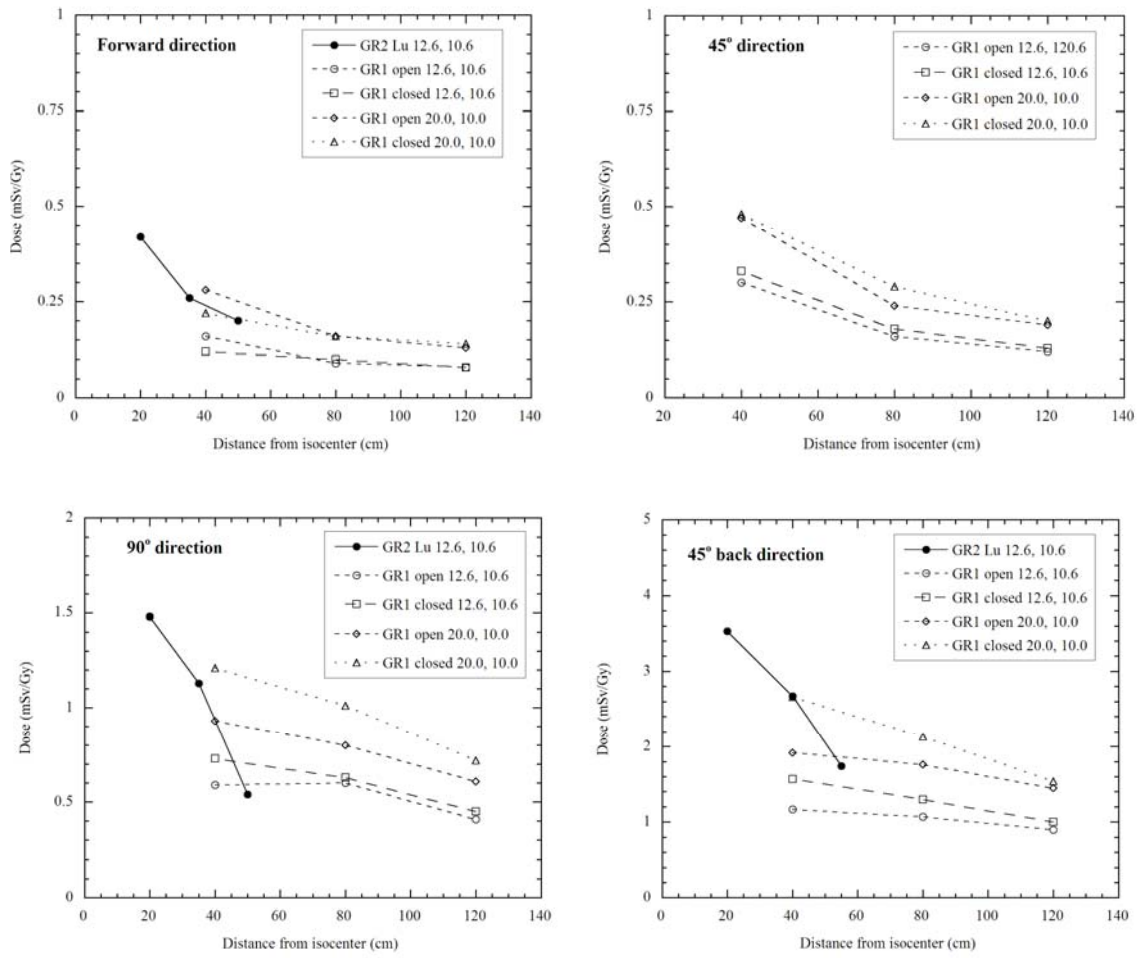 Forward direction
GR2 Lu 12.6, 10.6
GR1 open 12.6, 10.6
GR1 closed 12.6, 10.6
GR1 open 20.0, 10.0
GR1 closed 20.0, 10.0
1
0.75
0.5
0.25
0
Dose (mSv/Gy)
0 20 40 60 80 100 120 140
Distance from isocenter (cm)
45° direction
GR1 open 12.6, 120.6
GR1 closed 12.6, 10.6
GR1 open 20.0, 10.0
GR1 closed 20.0, 10.0
1
0.75
0.5
0.25
0
Dose (mSv/Gy)
20 40 60 80 100 120 140
Distance from isocenter (cm)
90° direction
GR2 Lu 12.6, 10.6
GR1 open 12.6, 10.6
GR1 closed 12.6, 10.6
GR1 open 20.0, 10.0
GR1 closed 20.0, 10.0
2
1.5
1
0.5
0
Dose (mSv/Gy)
0 20 40 60 80 100 120 140
Distance from isocenter (cm)
45° back direction
GR2 Lu 12.6, 10.6
GR1 open 12.6, 10.6
GR1 closed 12.6, 10.6
GR1 open 20.0, 10.0
GR1 closed 20.0, 10.0
5
4
3
2
1
0
Dose (mSv/Gy)
0 20 40 60 80 100 120 140
Distance from isocenter (cm)